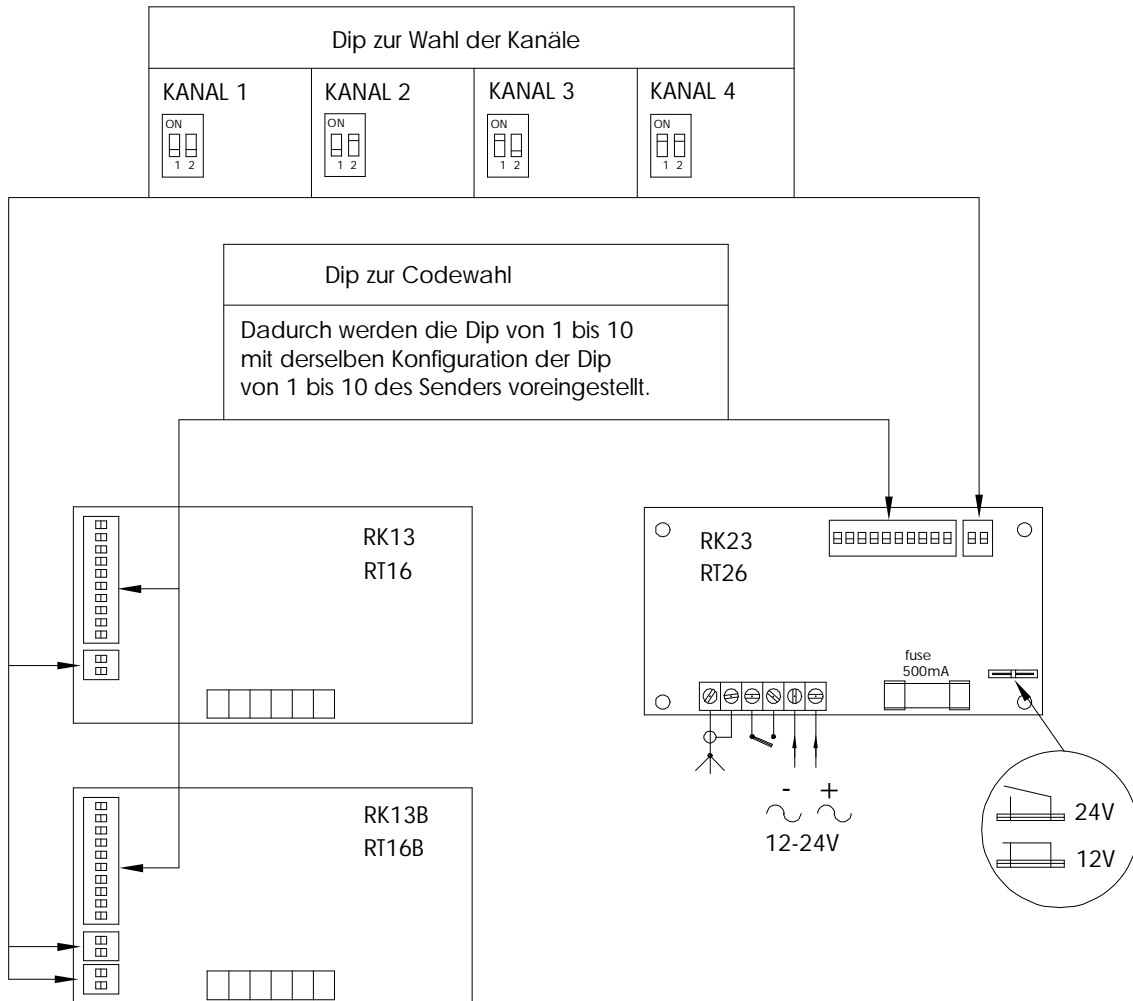 Dip zur Wahl der Kanäle
KANAL 1
KANAL 2
KANAL 3
KANAL 4
ON
1 2
ON
1 2
ON
1 2
ON
1 2
Dip zur Codewahl
Dadurch werden die Dip von 1 bis 10
mit derselben Konfiguration der Dip
von 1 bis 10 des Senders voreingestellt.
RK13
RT16
RK23
RT26
fuse
500mA
- +
12-24V
24V
12V
RK13B
RT16B